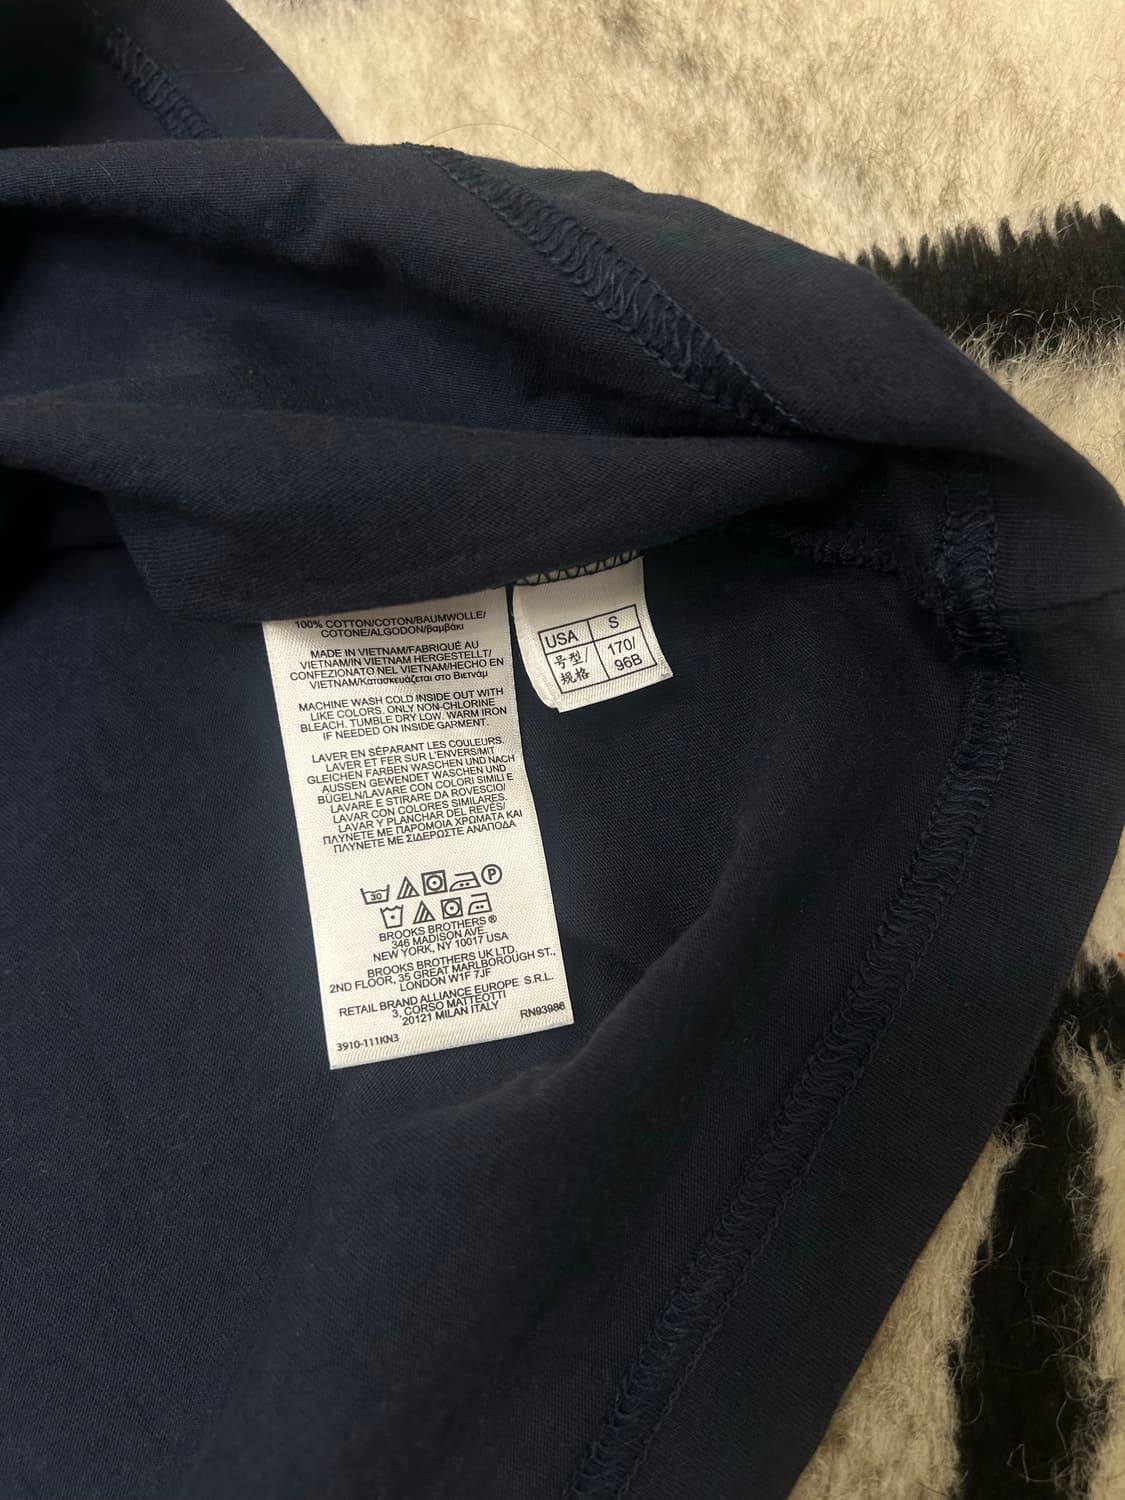 100% COTTON/COTON/BAUMWOLLE/
COTONE/ALGODON/βαμβάκι
MADE IN VIETNAM/FABRIQUÉ AU
VIETNAM/IN VIETNAM HERGESTELLT/
CONFEZIONATO NEL VIETNAM/HECHO EN
VIETNAM/Κατασκευάζεται στο Βιετνάμ
MACHINE WASH COLD INSIDE OUT WITH
LIKE COLORS. ONLY NON-CHLORINE
BLEACH. TUMBLE DRY LOW. WARM IRON
IF NEEDED ON INSIDE GARMENT.
LAVER EN SÉPARANT LES COULEURS.
LAVER ET FER SUR L'ENVERS/MIT
GLEICHEN FARBEN WASCHEN UND NACH
AUSSEN GEWENDET WASCHEN UND
BÜGELN/LAVARE CON COLORI SIMILI E
LAVARE E STIRARE DA ROVESCIO/
LAVAR CON COLORES SIMILARES.
LAVAR Y PLANCHAR DEL REVÉS/
ΠΛΥΝΕΤΕ ΜΕ ΠΑΡΟΜΟΙΑ ΧΡΩΜΑΤΑ ΚΑΙ
ΠΛΥΝΕΤΕ ΜΕ ΣΙΔΕΡΩΣΤΕ ΑΝΑΠΟΔΑ
30 P
BROOKS BROTHERS ®
346 MADISON AVE.
NEW YORK, NY 10017 USA
BROOKS BROTHERS UK LTD.
2ND FLOOR, 35 GREAT MARLBOROUGH ST.,
LONDON W1F 7JF
RETAIL BRAND ALLIANCE EUROPE S.R.L.
3, CORSO MATTEOTTI
20121 MILAN ITALY
RN93986
3910-111KN3
USA S
号型 170/
规格 96B